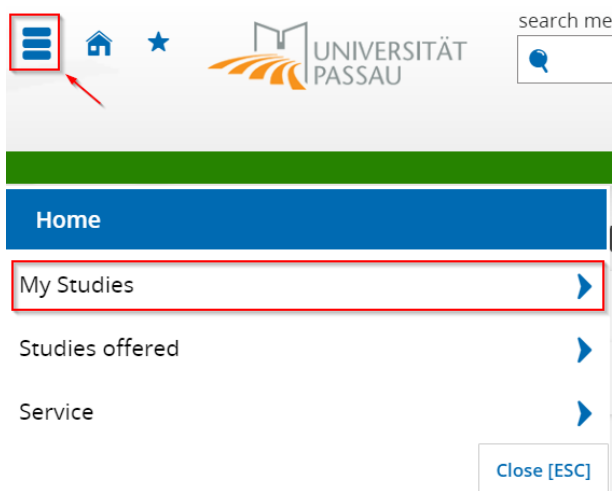 search me
UNIVERSITÄT
PASSAU
Home
My Studies
Studies offered
Service
Close [ESC]